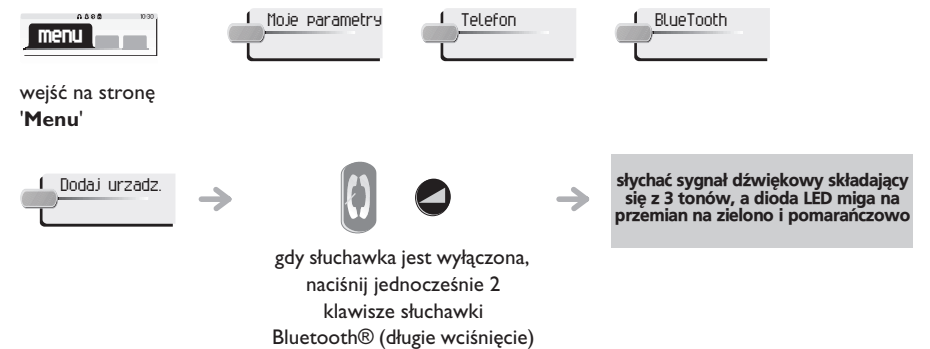 10:30
menu
Moje parametry
Telefon
BlueTooth
wejść na stronę
'Menu'
Dodaj urzadz.
gdy słuchawka jest wyłączona,
naciśnij jednocześnie 2
klawisze słuchawki
Bluetooth® (długie wciśnięcie)
słychać sygnał dźwiękowy składający
się z 3 tonów, a dioda LED miga na
przemian na zielono i pomarańczowo